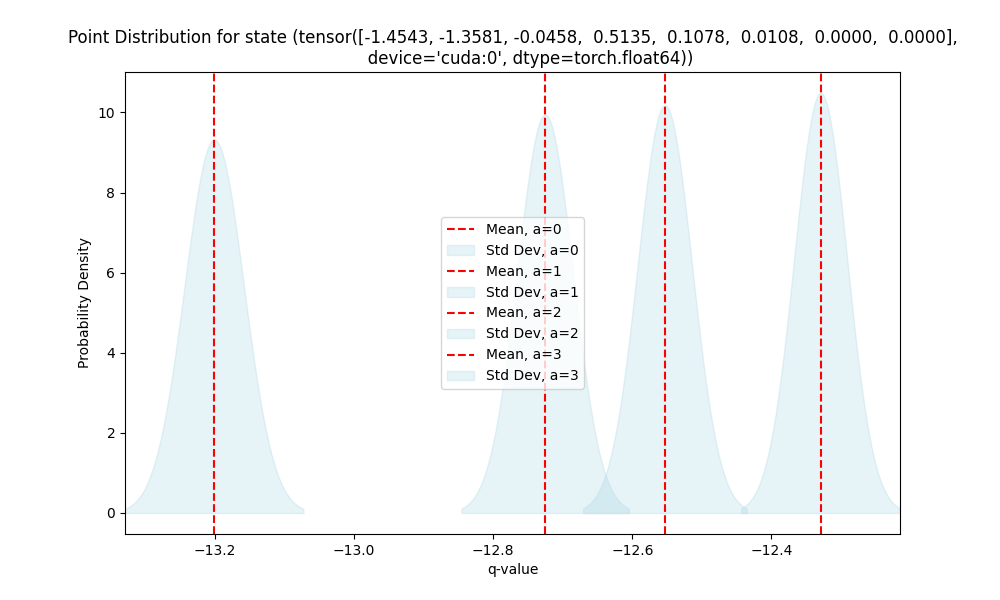 Point Distribution for state (tensor([-1.4543, -1.3581, -0.0458,  0.5135,  0.1078,  0.0108,  0.0000,  0.0000],
device='cuda:0', dtype=torch.float64))
Probability Density
10
8
6
4
2
0
Mean, a=0
Std Dev, a=0
Mean, a=1
Std Dev, a=1
Mean, a=2
Std Dev, a=2
Mean, a=3
Std Dev, a=3
−13.2 −13.0 −12.8 −12.6 −12.4
q-value